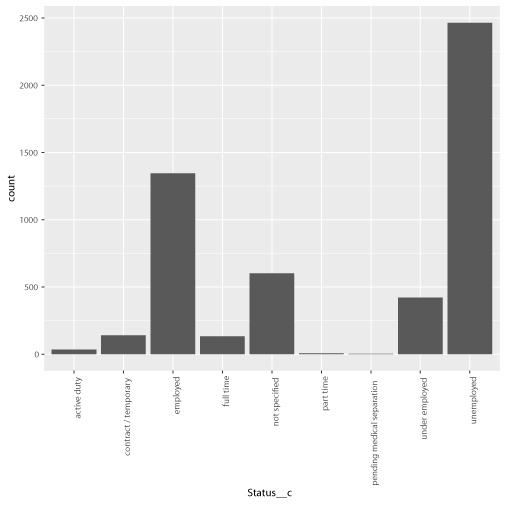 2500
2000
1500
1000
500
0
count
active duty
contract / temporary
employed
full time
not specified
part time
pending medical separation
under employed
unemployed
Status__c